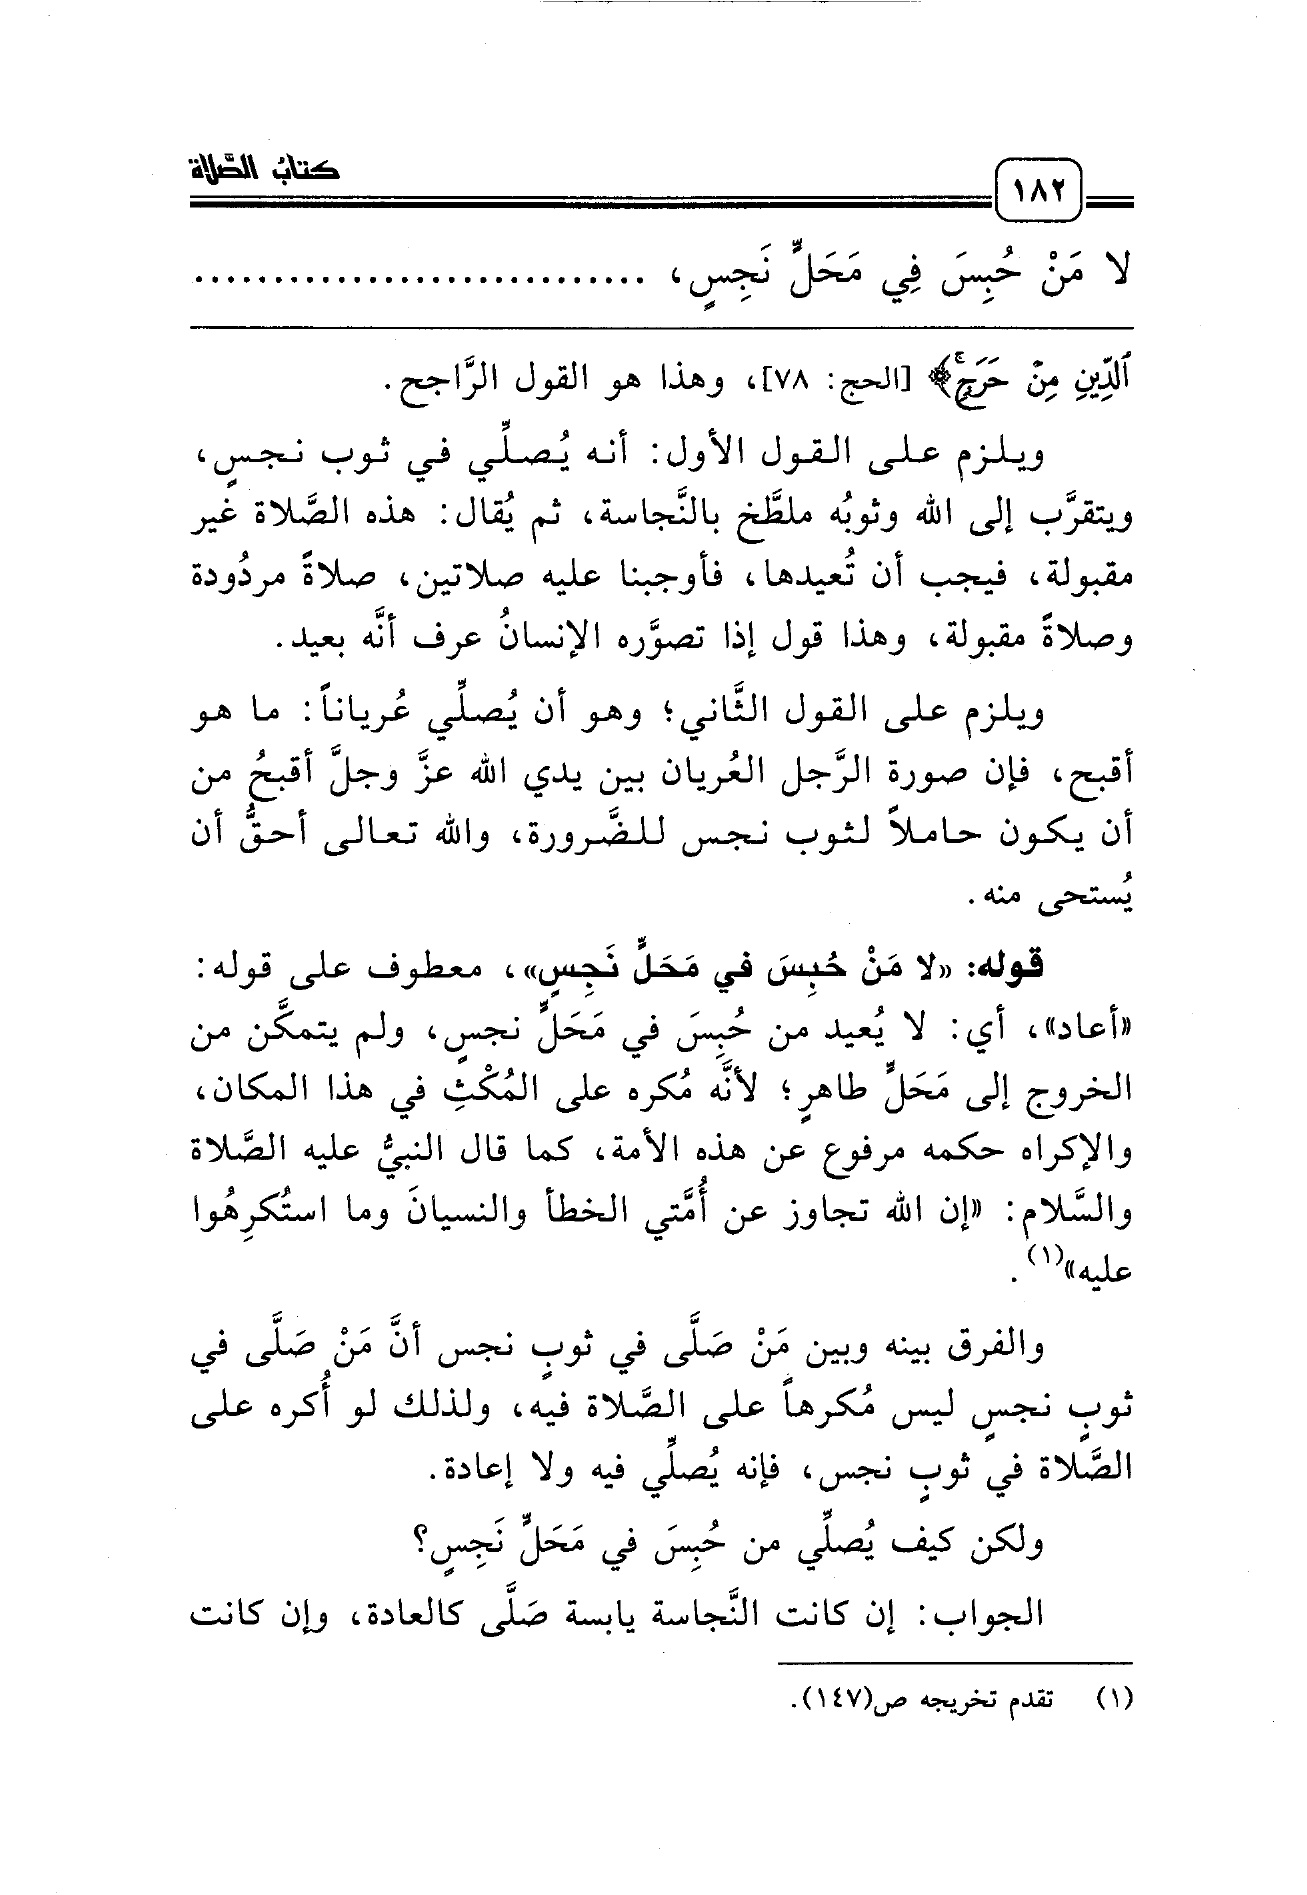 كتابُ الصَّلاة
١٨٢
لا مَنْ حُبِسَ فِي مَحَلٍّ نَجِسٍ، .............................
ٱلدِّينِ مِنْ حَرَجٍۚ﴾ [الحج: ٧٨]، وهذا هو القول الرَّاجح.
ويلزم على القول الأول: أنه يُصلِّي في ثوب نجسٍ،
ويتقرَّب إلى الله وثوبُه ملطَّخ بالنَّجاسة، ثم يُقال: هذه الصَّلاة غير
مقبولة، فيجب أن تُعيدها، فأوجبنا عليه صلاتين، صلاةً مردُودة
وصلاةً مقبولة، وهذا قول إذا تصوَّره الإنسانُ عرف أنَّه بعيد.
ويلزم على القول الثَّاني؛ وهو أن يُصلِّي عُرياناً: ما هو
أقبح، فإن صورة الرَّجل العُريان بين يدي الله عزَّ وجلَّ أقبحُ من
أن يكون حاملاً لثوب نجس للضَّرورة، والله تعالى أحقُّ أن
يُستحى منه.
قوله: «لا مَنْ حُبِسَ في مَحَلٍّ نَجِسٍ»، معطوف على قوله:
«أعاد»، أي: لا يُعيد من حُبِسَ في مَحَلٍّ نجسٍ، ولم يتمكَّن من
الخروج إلى مَحَلٍّ طاهرٍ؛ لأنَّه مُكره على المُكْثِ في هذا المكان،
والإكراه حكمه مرفوع عن هذه الأمة، كما قال النبيُّ عليه الصَّلاة
والسَّلام: «إن الله تجاوز عن أُمَّتي الخطأ والنسيانَ وما استُكرِهُوا
عليه»(١).
والفرق بينه وبين مَنْ صَلَّى في ثوبٍ نجس أنَّ مَنْ صَلَّى في
ثوبٍ نجسٍ ليس مُكرهاً على الصَّلاة فيه، ولذلك لو أُكره على
الصَّلاة في ثوبٍ نجس، فإنه يُصلِّي فيه ولا إعادة.
ولكن كيف يُصلِّي من حُبِسَ في مَحَلٍّ نَجِسٍ؟
الجواب: إن كانت النَّجاسة يابسة صَلَّى كالعادة، وإن كانت
(١) تقدم تخريجه ص(١٤٧).